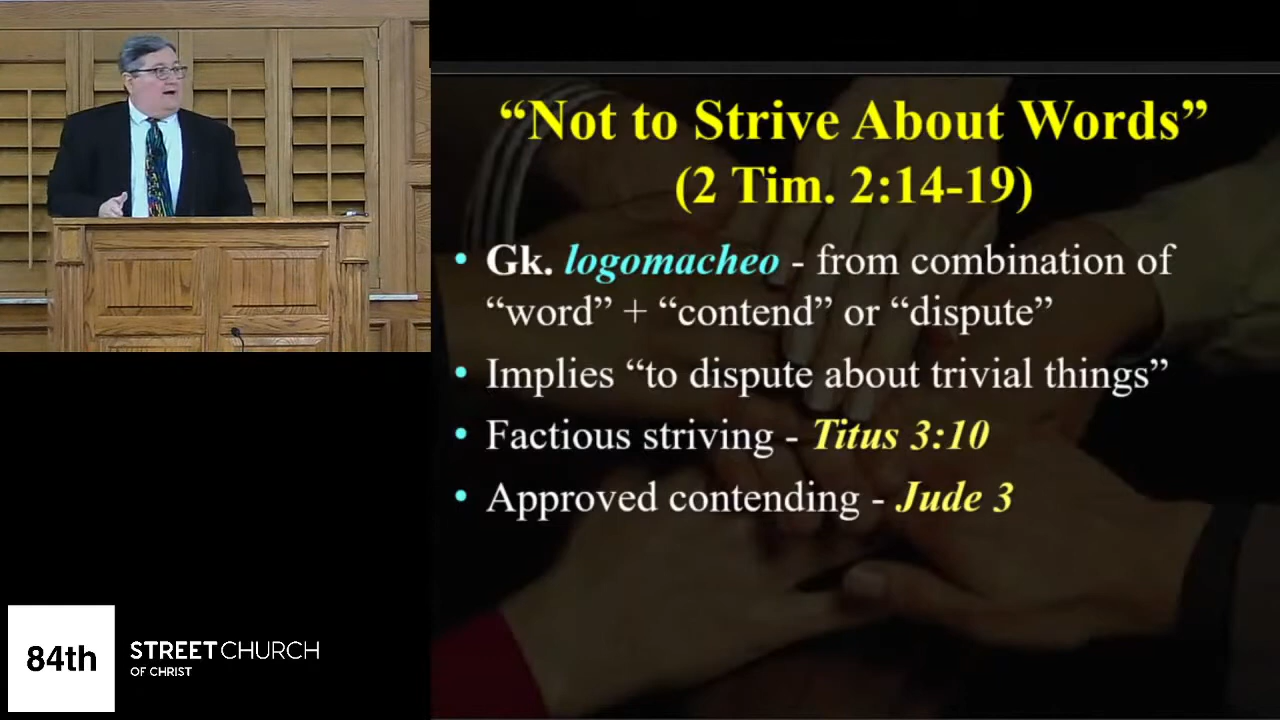 “Not to Strive About Words”
(2 Tim. 2:14-19)
• Gk. logomacheo - from combination of
“word” + “contend” or “dispute”
• Implies “to dispute about trivial things”
• Factious striving - Titus 3:10
• Approved contending - Jude 3
84th
STREET CHURCH
OF CHRIST